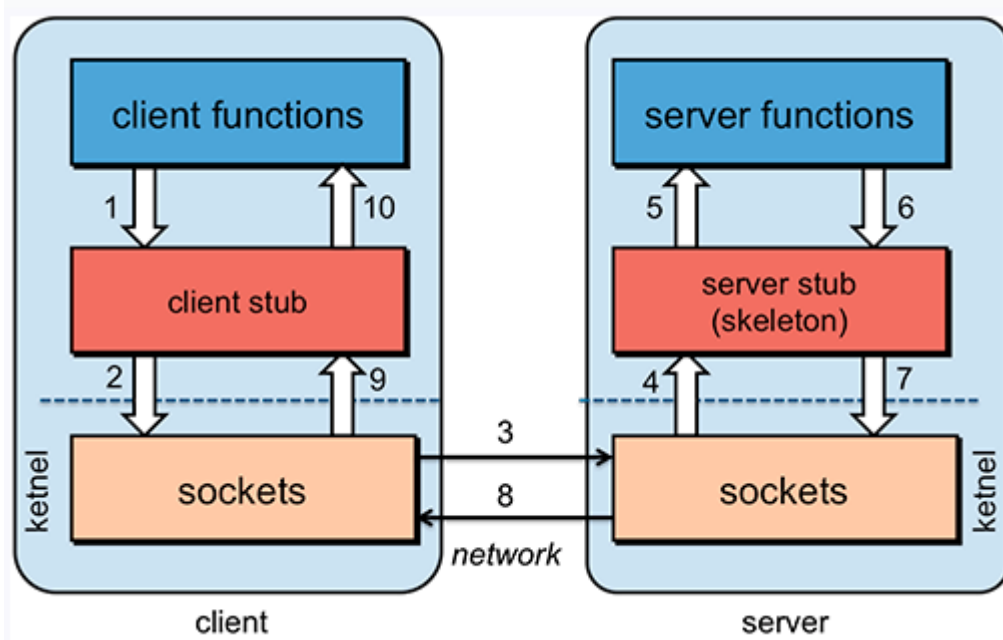 client functions
server functions
1
10
5
6
client stub
server stub
(skeleton)
2
9
4
7
3
ketnel
sockets
sockets
ketnel
8
network
client
server